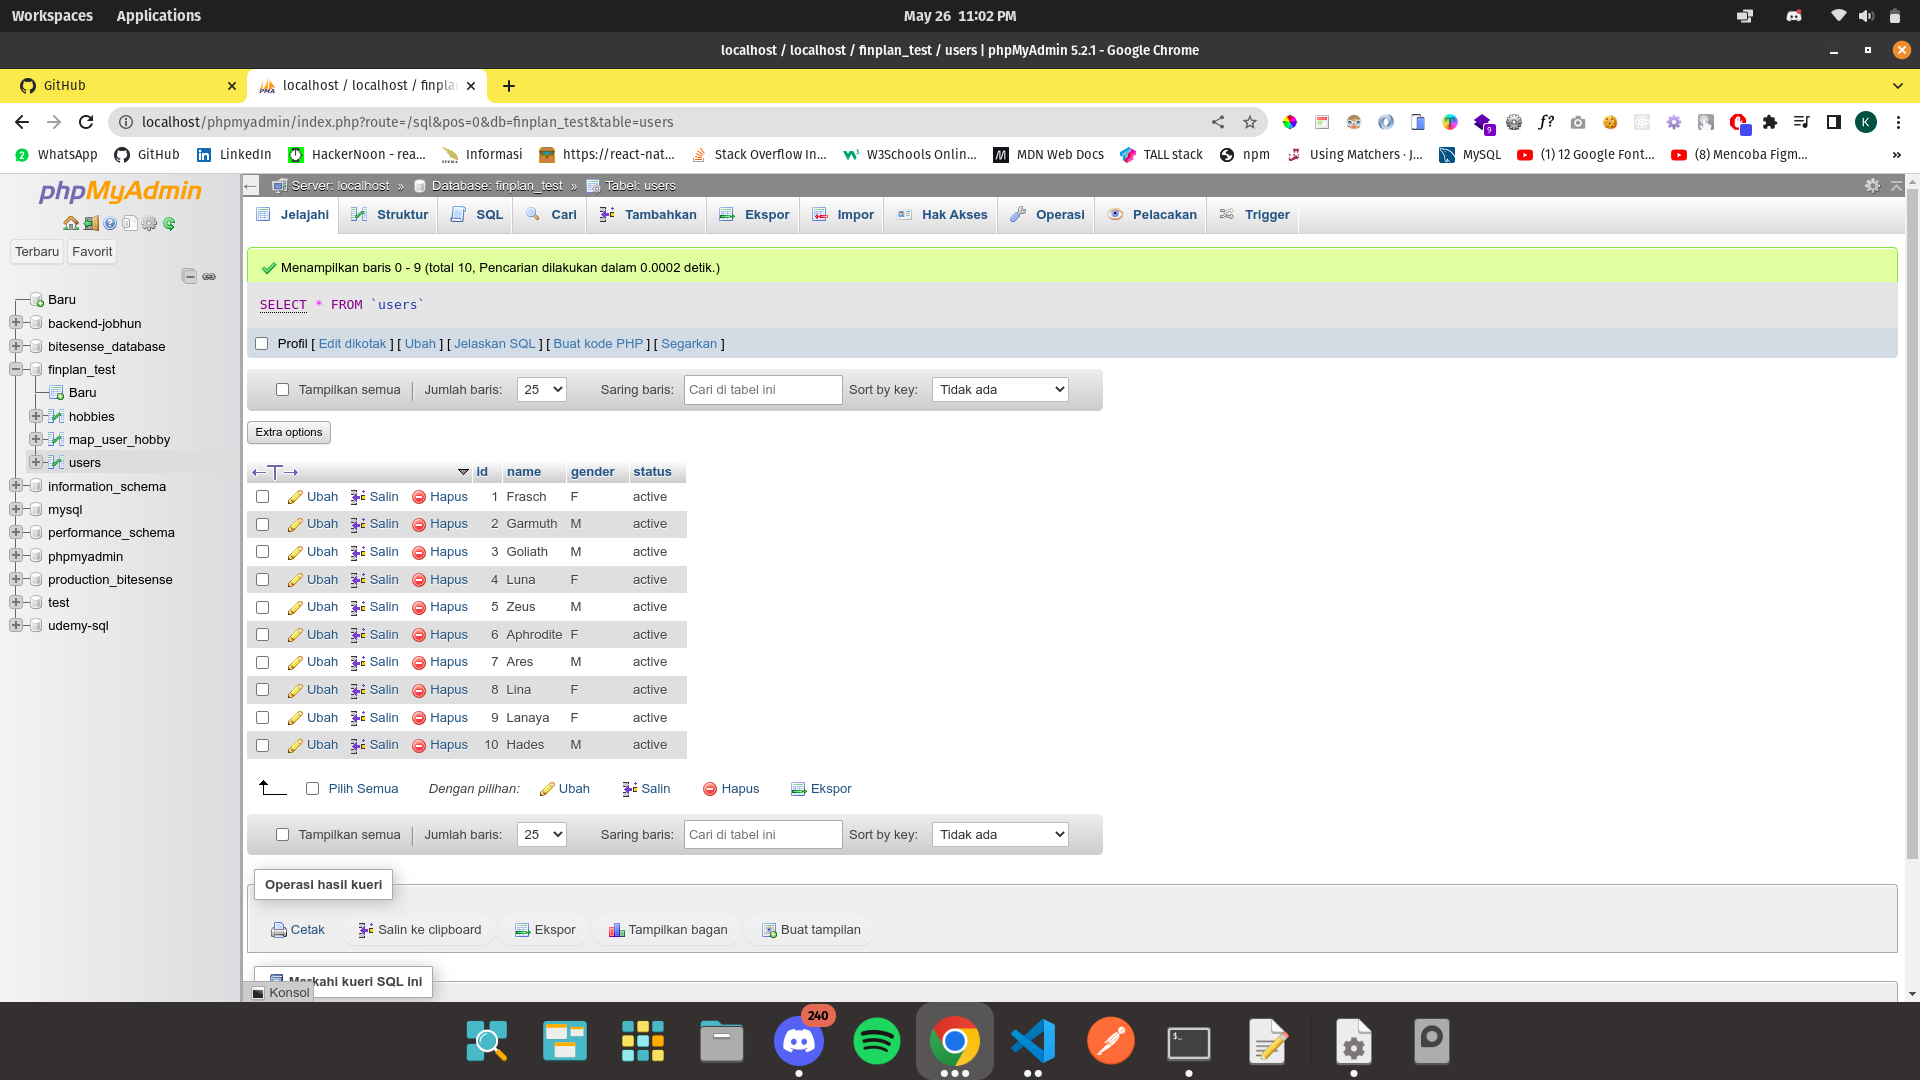 Workspaces Applications May 26 11:02 PM
localhost / localhost / finplan_test / users | phpMyAdmin 5.2.1 - Google Chrome
GitHub localhost / localhost / finpla
localhost/phpmyadmin/index.php?route=/sql&pos=0&db=finplan_test&table=users 9 f? K
WhatsApp GitHub LinkedIn HackerNoon - rea... Informasi https://react-nat... Stack Overflow In... W3Schools Onlin... MDN Web Docs TALL stack npm Using Matchers · J... MySQL (1) 12 Google Font... (8) Mencoba Figm... »
phpMyAdmin
Terbaru Favorit
Baru
backend-jobhun
bitesense_database
finplan_test
Baru
hobbies
map_user_hobby
users
information_schema
mysql
performance_schema
phpmyadmin
production_bitesense
test
udemy-sql
Server: localhost » Database: finplan_test » Tabel: users
Jelajahi Struktur SQL Cari Tambahkan Ekspor Impor Hak Akses Operasi Pelacakan Trigger
Menampilkan baris 0 - 9 (total 10, Pencarian dilakukan dalam 0.0002 detik.)
SELECT * FROM `users`
Profil [ Edit dikotak ] [ Ubah ] [ Jelaskan SQL ] [ Buat kode PHP ] [ Segarkan ]
Tampilkan semua Jumlah baris: 25 Saring baris: Cari di tabel ini Sort by key: Tidak ada
Extra options
←T→ id name gender status
Ubah Salin Hapus 1 Frasch F active
Ubah Salin Hapus 2 Garmuth M active
Ubah Salin Hapus 3 Goliath M active
Ubah Salin Hapus 4 Luna F active
Ubah Salin Hapus 5 Zeus M active
Ubah Salin Hapus 6 Aphrodite F active
Ubah Salin Hapus 7 Ares M active
Ubah Salin Hapus 8 Lina F active
Ubah Salin Hapus 9 Lanaya F active
Ubah Salin Hapus 10 Hades M active
Pilih Semua Dengan pilihan: Ubah Salin Hapus Ekspor
Tampilkan semua Jumlah baris: 25 Saring baris: Cari di tabel ini Sort by key: Tidak ada
Operasi hasil kueri
Cetak Salin ke clipboard Ekspor Tampilkan bagan Buat tampilan
Markahi kueri SQL ini
Konsol
240